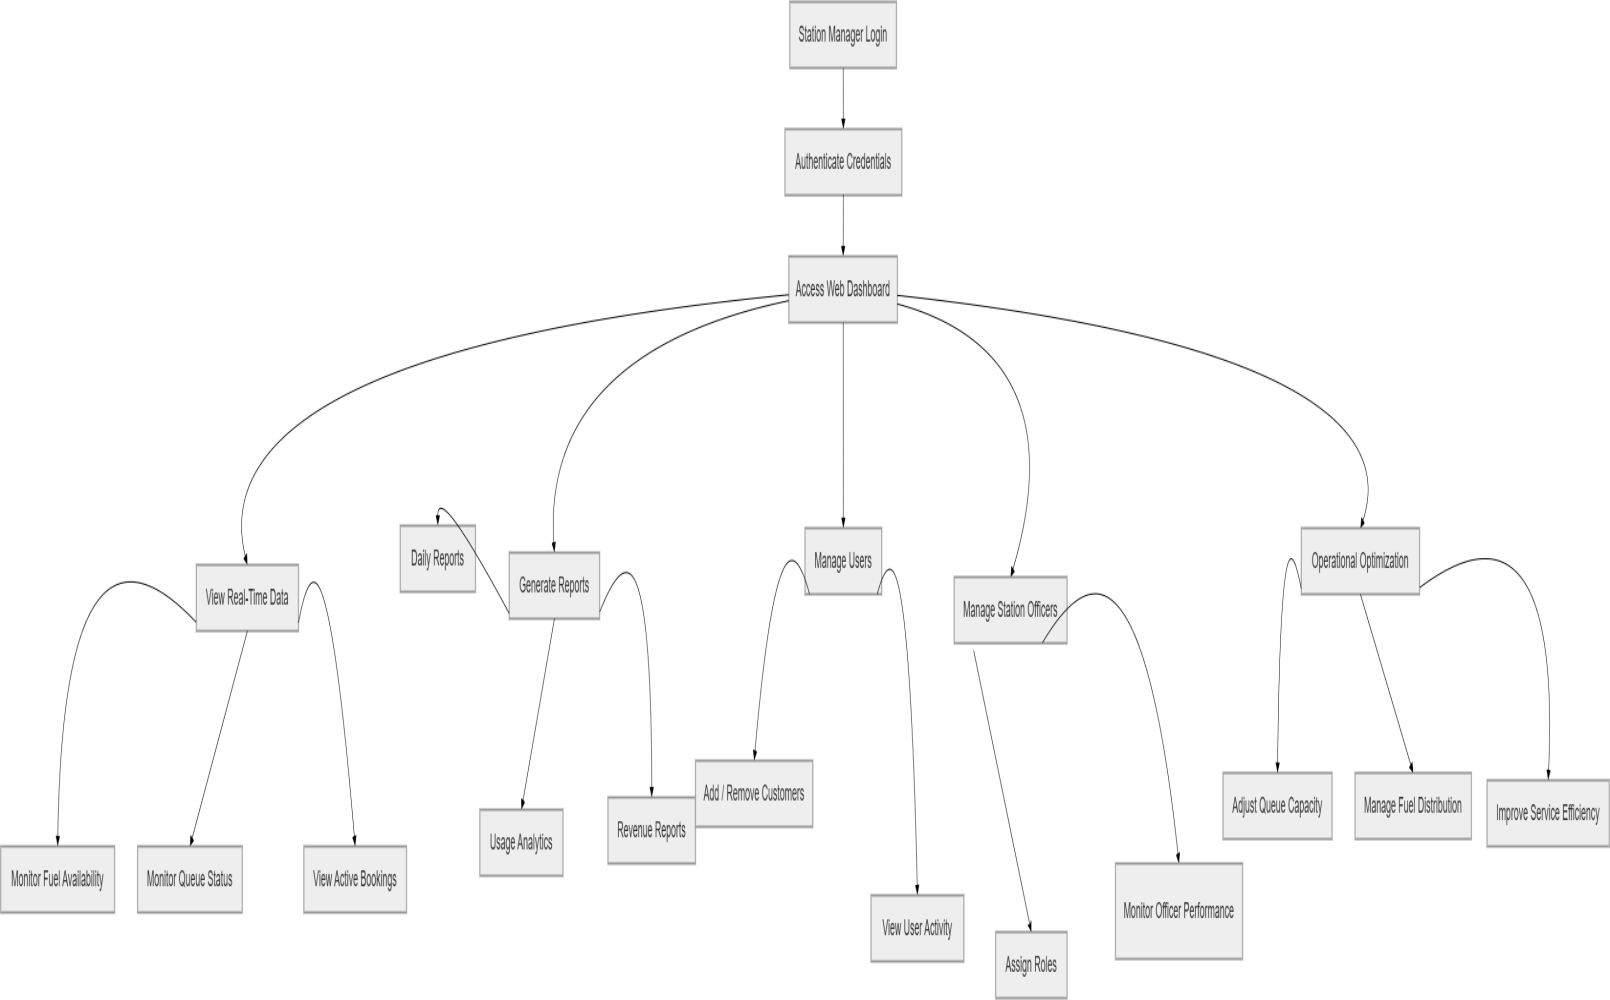 Station Manager Login
Authenticate Credentials
Access Web Dashboard
View Real-Time Data
Daily Reports
Generate Reports
Manage Users
Manage Station Officers
Operational Optimization
Monitor Fuel Availability
Monitor Queue Status
View Active Bookings
Usage Analytics
Revenue Reports
Add / Remove Customers
View User Activity
Assign Roles
Monitor Officer Performance
Adjust Queue Capacity
Manage Fuel Distribution
Improve Service Efficiency